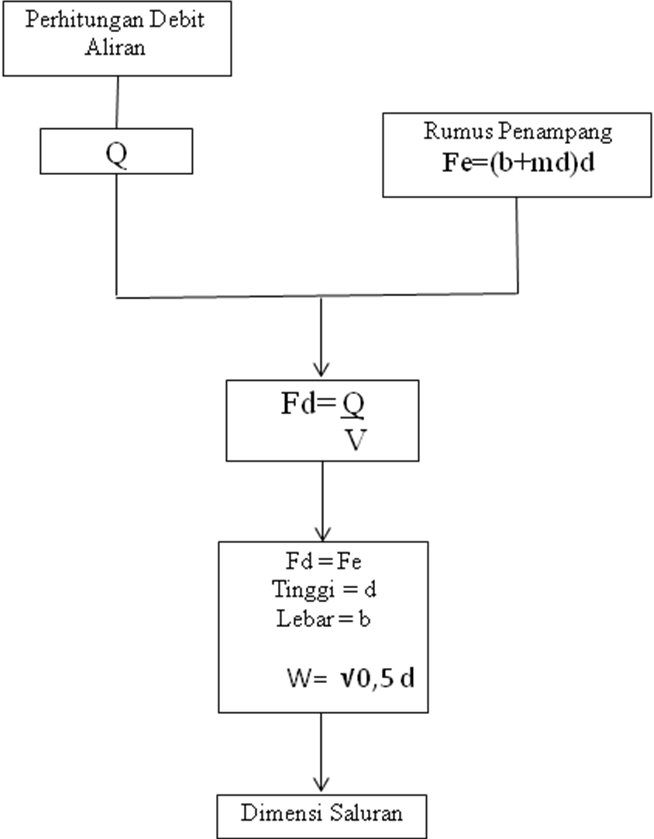 Perhitungan Debit
Aliran
Q
Rumus Penampang
Fe=(b+md)d
Fd= Q
V
Fd = Fe
Tinggi = d
Lebar = b
W= √0,5 d
Dimensi Saluran